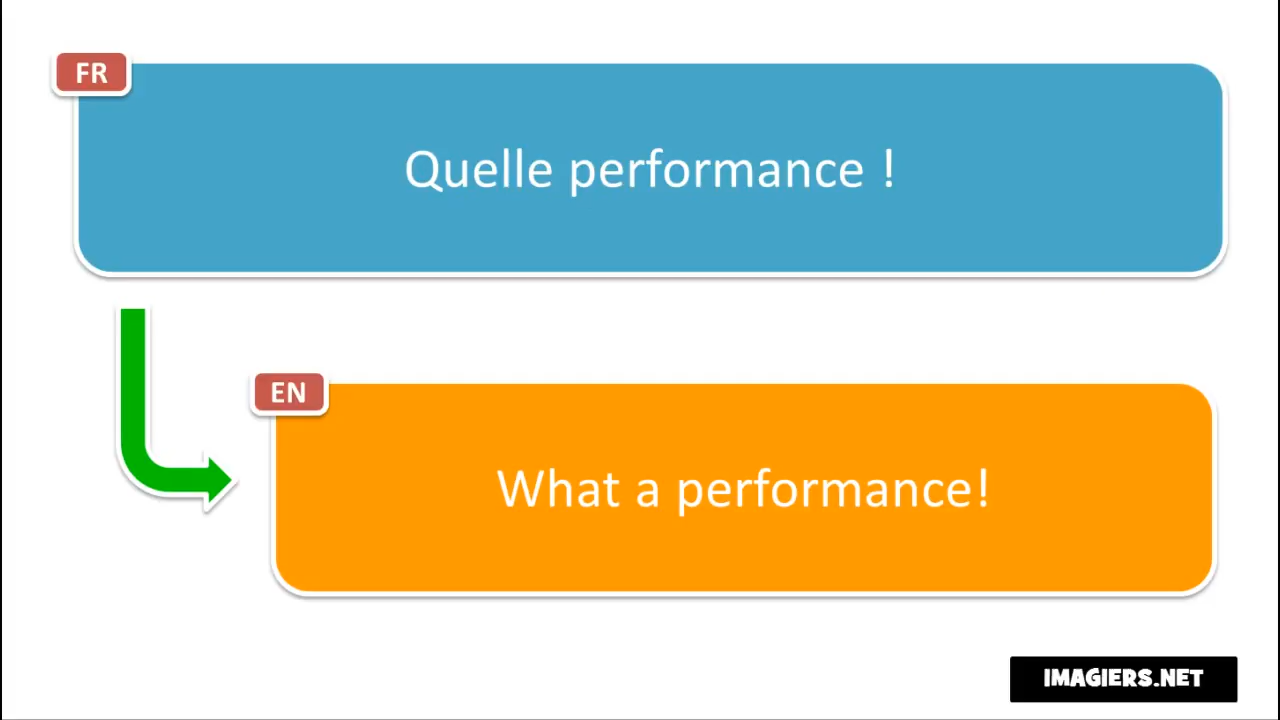 FR
Quelle performance !
EN
What a performance!
IMAGIERS.NET